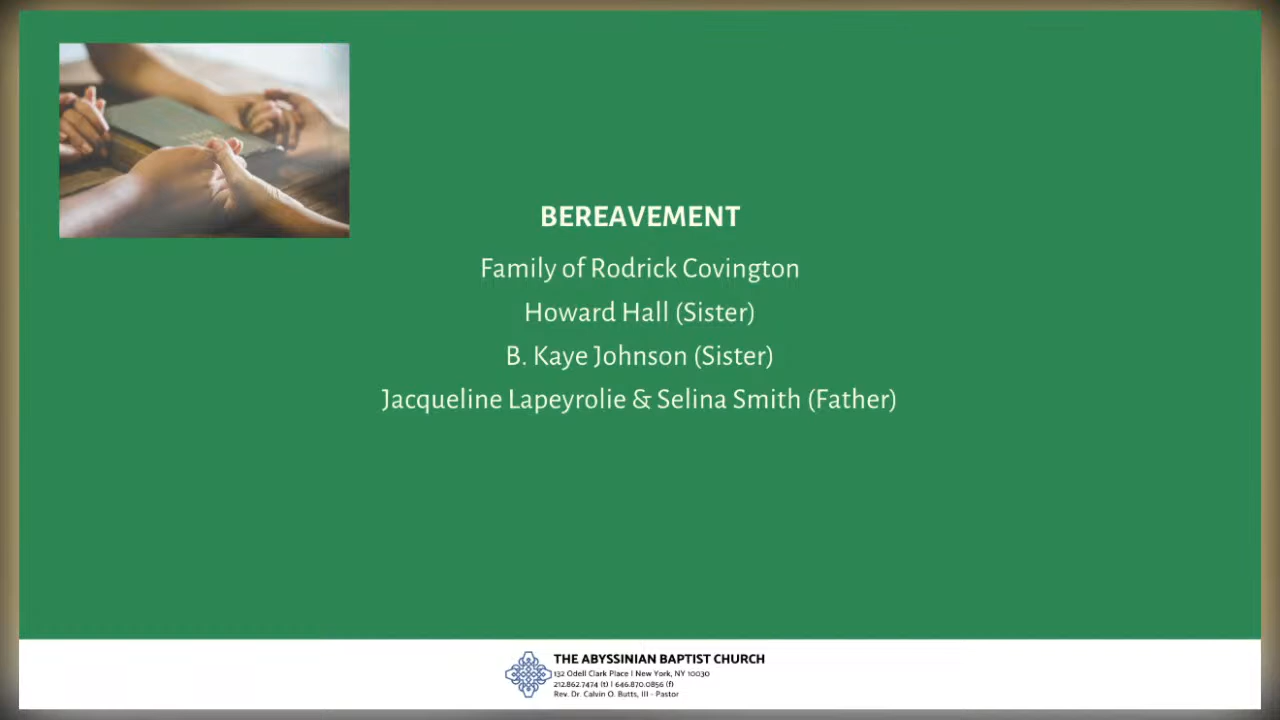 BEREAVEMENT
Family of Rodrick Covington
Howard Hall (Sister)
B. Kaye Johnson (Sister)
Jacqueline Lapeyrolie & Selina Smith (Father)
THE ABYSSINIAN BAPTIST CHURCH
132 Odell Clark Place | New York, NY 10030
212.862.7474 (t) | 646.870.0856 (f)
Rev. Dr. Calvin O. Butts, III - Pastor